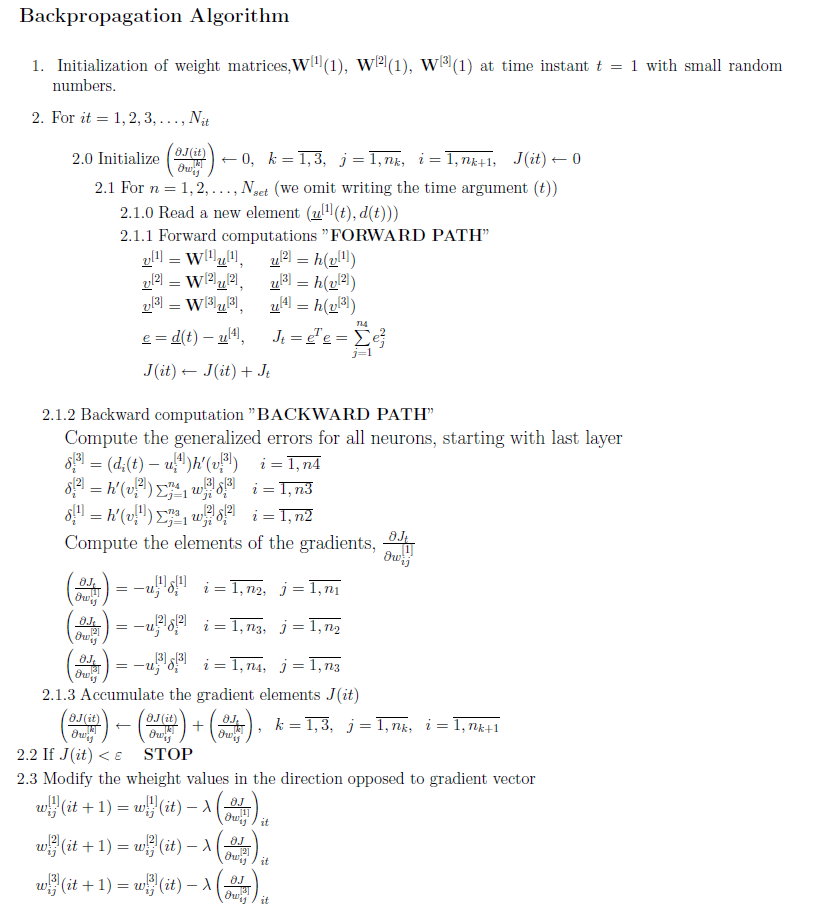 Backpropagation Algorithm
1. Initialization of weight matrices,$\mathbf{W}^{[1]}(1)$, $\mathbf{W}^{[2]}(1)$, $\mathbf{W}^{[3]}(1)$ at time instant $t = 1$ with small random
numbers.
2. For $it = 1, 2, 3, \ldots, N_{it}$
2.0 Initialize $\left(\frac{\partial J(it)}{\partial w_{ij}^{[k]}}\right) \leftarrow 0$, $k = \overline{1, 3}$, $j = \overline{1, n_k}$, $i = \overline{1, n_{k+1}}$, $J(it) \leftarrow 0$
2.1 For $n = 1, 2, \ldots, N_{set}$ (we omit writing the time argument $(t)$)
2.1.0 Read a new element $(\underline{u}^{[1]}(t), d(t)))$
2.1.1 Forward computations "FORWARD PATH"
$\underline{v}^{[1]} = \mathbf{W}^{[1]}\underline{u}^{[1]}$, $\underline{u}^{[2]} = h(\underline{v}^{[1]})$
$\underline{v}^{[2]} = \mathbf{W}^{[2]}\underline{u}^{[2]}$, $\underline{u}^{[3]} = h(\underline{v}^{[2]})$
$\underline{v}^{[3]} = \mathbf{W}^{[3]}\underline{u}^{[3]}$, $\underline{u}^{[4]} = h(\underline{v}^{[3]})$
$\underline{e} = \underline{d}(t) - \underline{u}^{[4]}$, $J_t = \underline{e}^T \underline{e} = \sum_{j=1}^{n_4} e_j^2$
$J(it) \leftarrow J(it) + J_t$
2.1.2 Backward computation "BACKWARD PATH"
Compute the generalized errors for all neurons, starting with last layer
$\delta_i^{[3]} = (d_i(t) - u_i^{[4]})h'(v_i^{[3]})$ $i = \overline{1, n4}$
$\delta_i^{[2]} = h'(v_i^{[2]}) \sum_{j=1}^{n_4} w_{ji}^{[3]} \delta_i^{[3]}$ $i = \overline{1, n3}$
$\delta_i^{[1]} = h'(v_i^{[1]}) \sum_{j=1}^{n_3} w_{ji}^{[2]} \delta_i^{[2]}$ $i = \overline{1, n2}$
Compute the elements of the gradients, $\frac{\partial J_t}{\partial w_{ij}^{[1]}}$
$\left(\frac{\partial J_t}{\partial w_{ij}^{[1]}}\right) = -u_j^{[1]} \delta_i^{[1]}$ $i = \overline{1, n_2}$, $j = \overline{1, n_1}$
$\left(\frac{\partial J_t}{\partial w_{ij}^{[2]}}\right) = -u_j^{[2]} \delta_i^{[2]}$ $i = \overline{1, n_3}$, $j = \overline{1, n_2}$
$\left(\frac{\partial J_t}{\partial w_{ij}^{[3]}}\right) = -u_j^{[3]} \delta_i^{[3]}$ $i = \overline{1, n_4}$, $j = \overline{1, n_3}$
2.1.3 Accumulate the gradient elements $J(it)$
$\left(\frac{\partial J(it)}{\partial w_{ij}^{[k]}}\right) \leftarrow \left(\frac{\partial J(it)}{\partial w_{ij}^{[k]}}\right) + \left(\frac{\partial J_t}{\partial w_{ij}^{[k]}}\right)$, $k = \overline{1, 3}$, $j = \overline{1, n_k}$, $i = \overline{1, n_{k+1}}$
2.2 If $J(it) < \varepsilon$ STOP
2.3 Modify the wheight values in the direction opposed to gradient vector
$w_{ij}^{[1]}(it + 1) = w_{ij}^{[1]}(it) - \lambda \left(\frac{\partial J}{\partial w_{ij}^{[1]}}\right)_{it}$
$w_{ij}^{[2]}(it + 1) = w_{ij}^{[2]}(it) - \lambda \left(\frac{\partial J}{\partial w_{ij}^{[2]}}\right)_{it}$
$w_{ij}^{[3]}(it + 1) = w_{ij}^{[3]}(it) - \lambda \left(\frac{\partial J}{\partial w_{ij}^{[3]}}\right)_{it}$